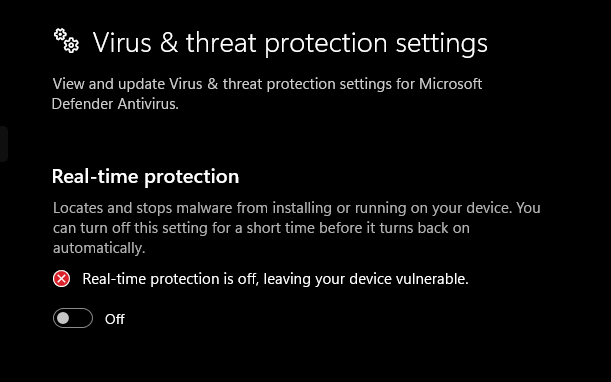 Virus & threat protection settings
View and update Virus & threat protection settings for Microsoft
Defender Antivirus.
Real-time protection
Locates and stops malware from installing or running on your device. You
can turn off this setting for a short time before it turns back on
automatically.
Real-time protection is off, leaving your device vulnerable.
Off